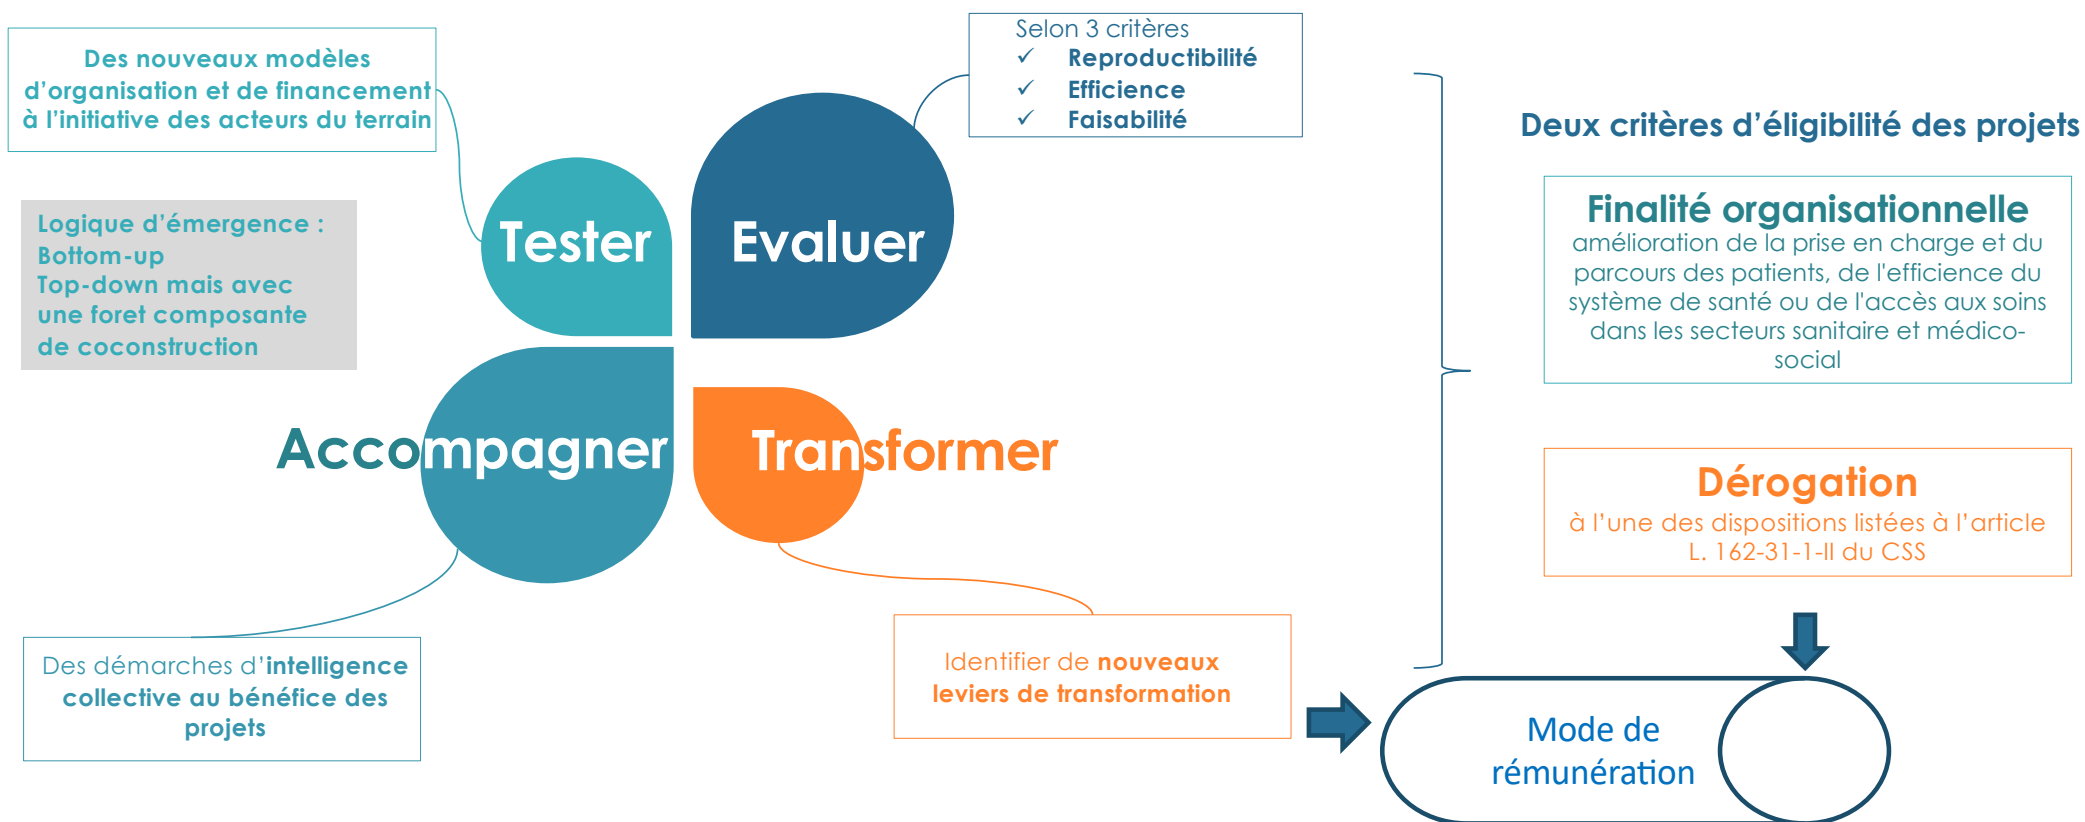 Des nouveaux modèles
d’organisation et de financement
à l’initiative des acteurs du terrain
Logique d’émergence :
Bottom-up
Top-down mais avec
une foret composante
de coconstruction
Tester
Evaluer
Accompagner
Transformer
Selon 3 critères
✓ Reproductibilité
✓ Efficience
✓ Faisabilité
Des démarches d’intelligence
collective au bénéfice des
projets
Identifier de nouveaux
leviers de transformation
Deux critères d’éligibilité des projets
Finalité organisationnelle
amélioration de la prise en charge et du
parcours des patients, de l'efficience du
système de santé ou de l'accès aux soins
dans les secteurs sanitaire et médico-
social
Dérogation
à l’une des dispositions listées à l’article
L. 162-31-1-II du CSS
Mode de
rémunération